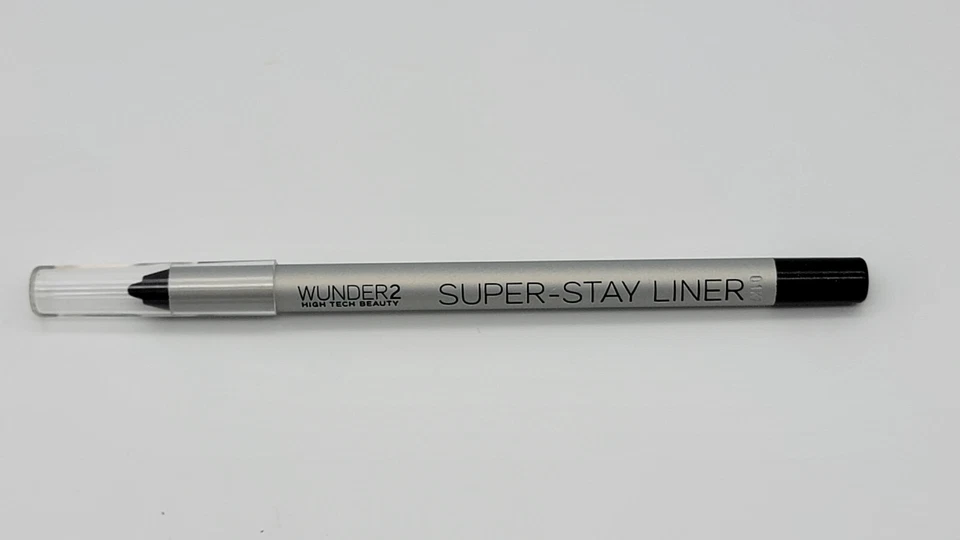 WUNDER2
HIGH TECH BEAUTY
SUPER-STAY LINER